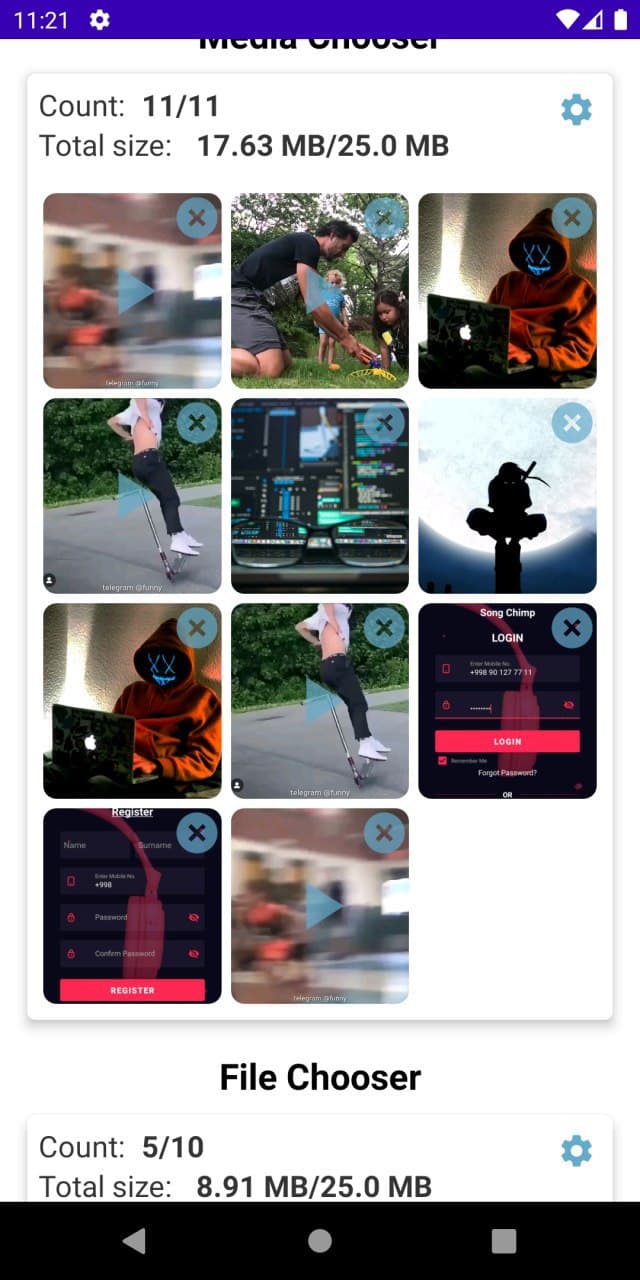 11:21
Media Chooser
Count: 11/11
Total size: 17.63 MB/25.0 MB
telegram @funny
telegram @funny
telegram @funny
Song Chimp
LOGIN
Enter Mobile No.
+998 90 127 77 11
LOGIN
Remember Me
Forgot Password?
OR
Register
Name
Surname
Enter Mobile No.
+998
Password
Confirm Password
REGISTER
telegram @funny
File Chooser
Count: 5/10
Total size: 8.91 MB/25.0 MB